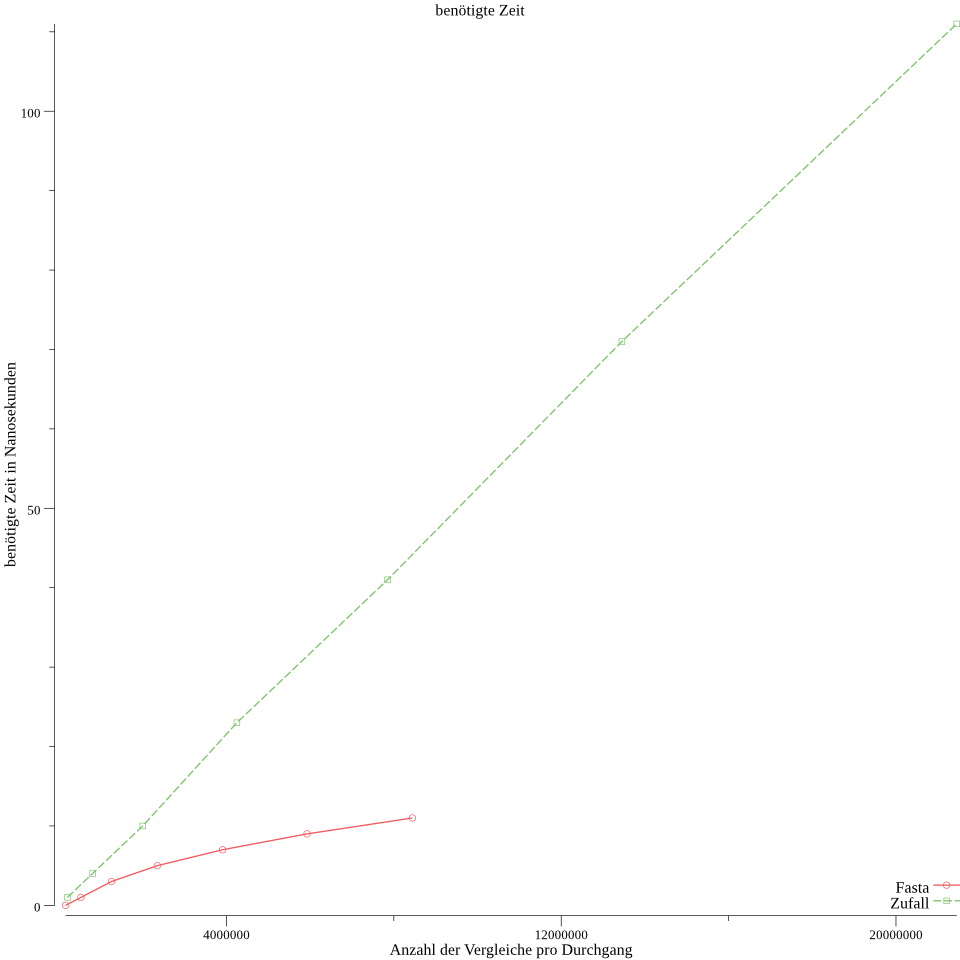 benötigte Zeit
benötigte Zeit in Nanosekunden
100
50
0
Fasta
Zufall
4000000
12000000
20000000
Anzahl der Vergleiche pro Durchgang